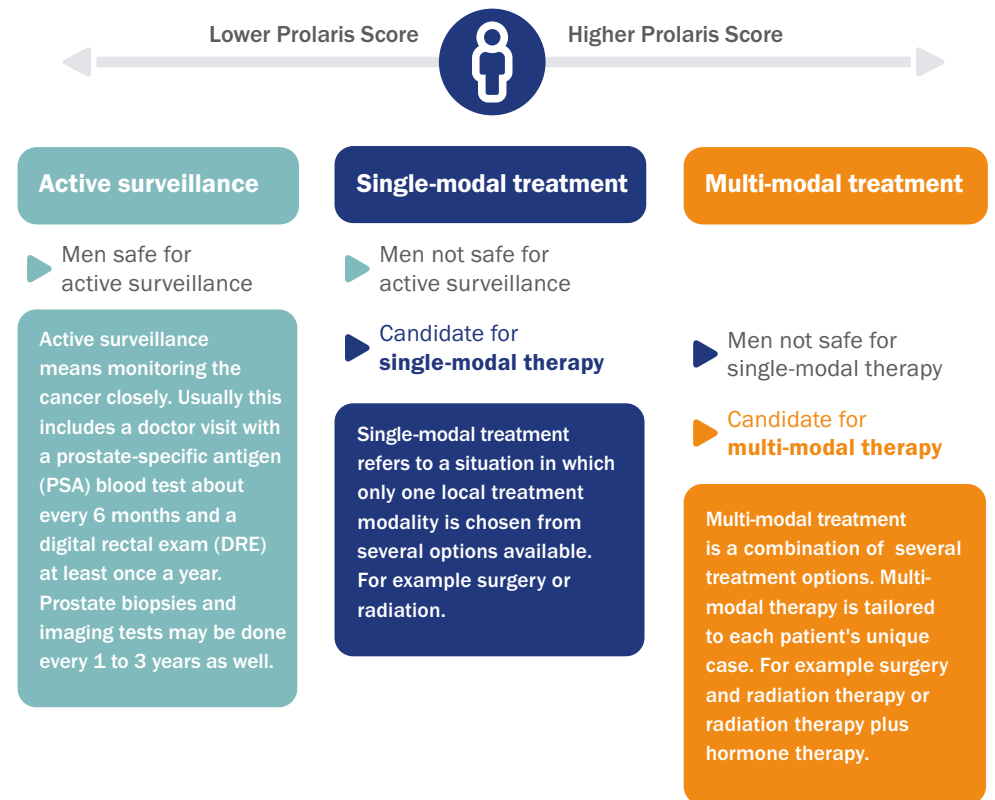 Lower Prolaris Score
Higher Prolaris Score
Active surveillance
Men safe for
active surveillance
Active surveillance
means monitoring the
cancer closely. Usually this
includes a doctor visit with
a prostate-specific antigen
(PSA) blood test about
every 6 months and a
digital rectal exam (DRE)
at least once a year.
Prostate biopsies and
imaging tests may be done
every 1 to 3 years as well.
Single-modal treatment
Men not safe for
active surveillance
Candidate for
single-modal therapy
Single-modal treatment
refers to a situation in which
only one local treatment
modality is chosen from
several options available.
For example surgery or
radiation.
Multi-modal treatment
Men not safe for
single-modal therapy
Candidate for
multi-modal therapy
Multi-modal treatment
is a combination of several
treatment options. Multi-
modal therapy is tailored
to each patient's unique
case. For example surgery
and radiation therapy or
radiation therapy plus
hormone therapy.